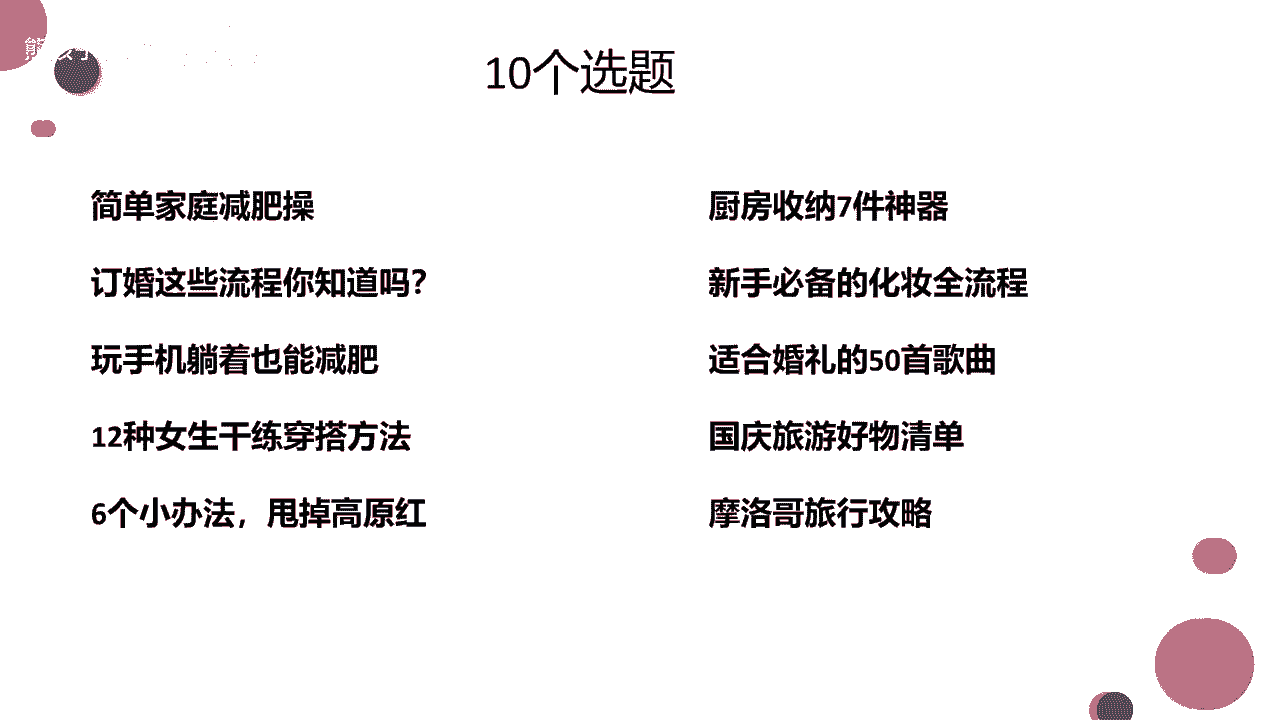 10个选题
简单家庭减肥操
订婚这些流程你知道吗?
玩手机躺着也能减肥
12种女生干练穿搭方法
6个小办法，甩掉高原红
厨房收纳7件神器
新手必备的化妆全流程
适合婚礼的50首歌曲
国庆旅游好物清单
摩洛哥旅行攻略